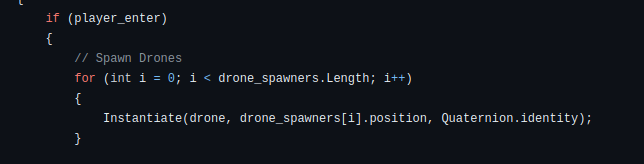 {
if (player_enter)
{
// Spawn Drones
for (int i = 0; i < drone_spawners.Length; i++)
{
Instantiate(drone, drone_spawners[i].position, Quaternion.identity);
}